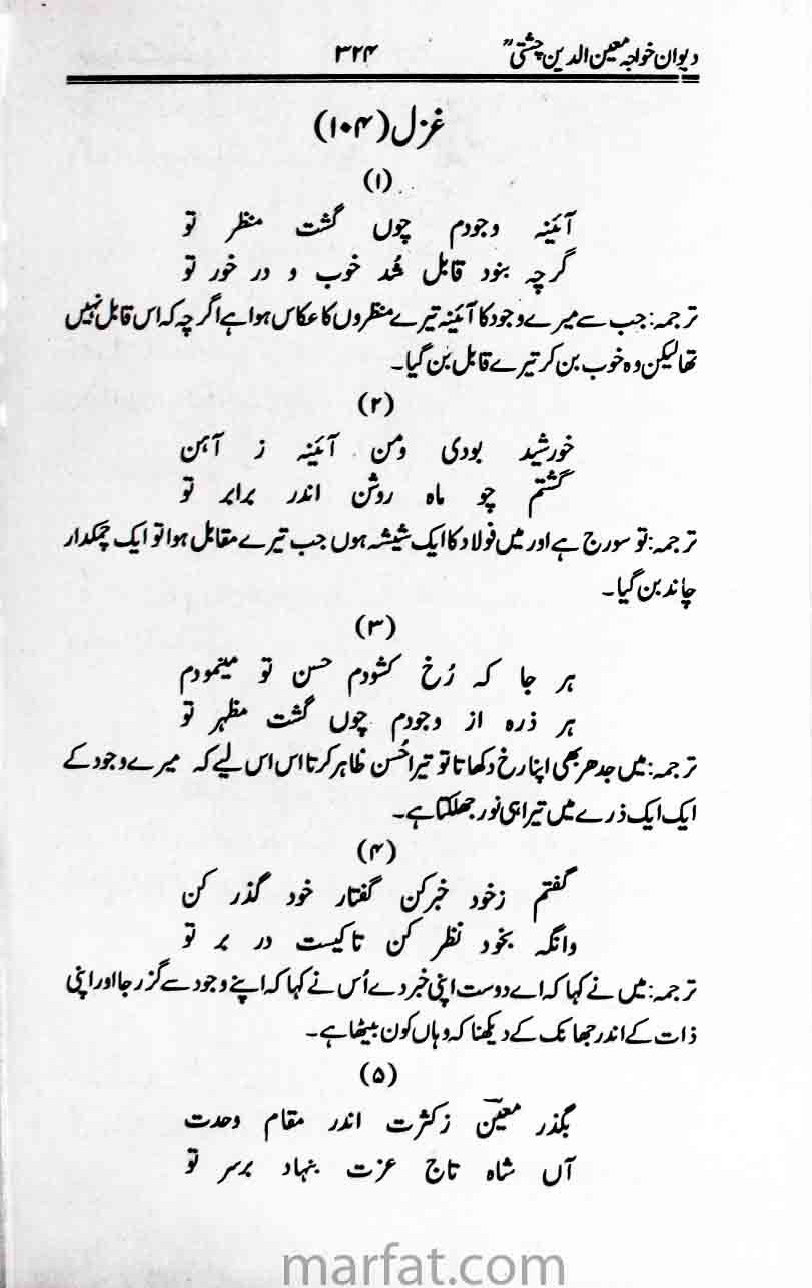 دیوان خواجہ معین الدین چشتیؒ ۳۲۴
غزل (۱۰۴)
(۱)
آئینہ وجودم چوں گشت منظر تو
گرچہ بنود قابل شُد خوب و در خور تو
ترجمہ: جب سے میرے وجود کا آئینہ تیرے منظروں کا عکاس ہوا ہے اگرچہ کہ اس قابل نہیں
تھا لیکن وہ خوب بن کر تیرے قابل بن گیا۔
(۲)
خورشید بودی ومن آئینہ ز آہن
گشتم چو ماہ روشن اندر برابر تو
ترجمہ: تو سورج ہے اور میں فولاد کا ایک شیشہ ہوں جب تیرے مقابل ہوا تو ایک چمکدار
چاند بن گیا۔
(۳)
ہر جا کہ رُخ کشودم حسن تو مینمودم
ہر ذرہ از وجودم چوں گشت مظہر تو
ترجمہ: میں جدھر بھی اپنا رخ دکھاتا تو تیرا حُسن ظاہر کرتا اس اس لیے کہ میرے وجود کے
ایک ایک ذرے میں تیرا ہی نور جھلکتا ہے۔
(۴)
گفتم زخود خبرکن گفتار خود گذر کن
وانگہ بخود نظر کن تاکیست در بر تو
ترجمہ: میں نے کہا کہ اے دوست اپنی خبر دے اُس نے کہا کہ اپنے وجود سے گزر جا اور اپنی
ذات کے اندر جھانک کے دیکھنا کہ وہاں کون بیٹھا ہے۔
(۵)
بگذر معینؔ زکثرت اندر مقام وحدت
آں شاہ تاج عزت بنہاد برسر تو
marfat.com